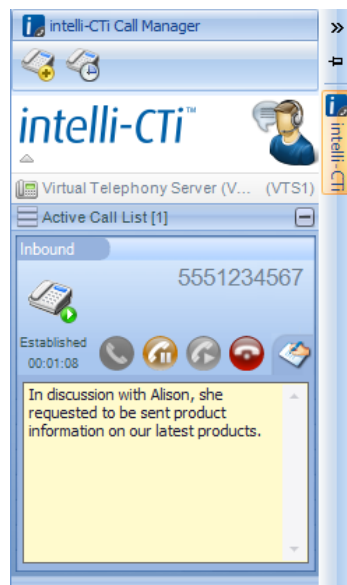 intelli-CTi Call Manager
intelli-CTi™
Virtual Telephony Server (V... (VTS1)
Active Call List [1]
Inbound
5551234567
Established
00:01:08
In discussion with Alison, she
requested to be sent product
information on our latest products.
intelli-CTi